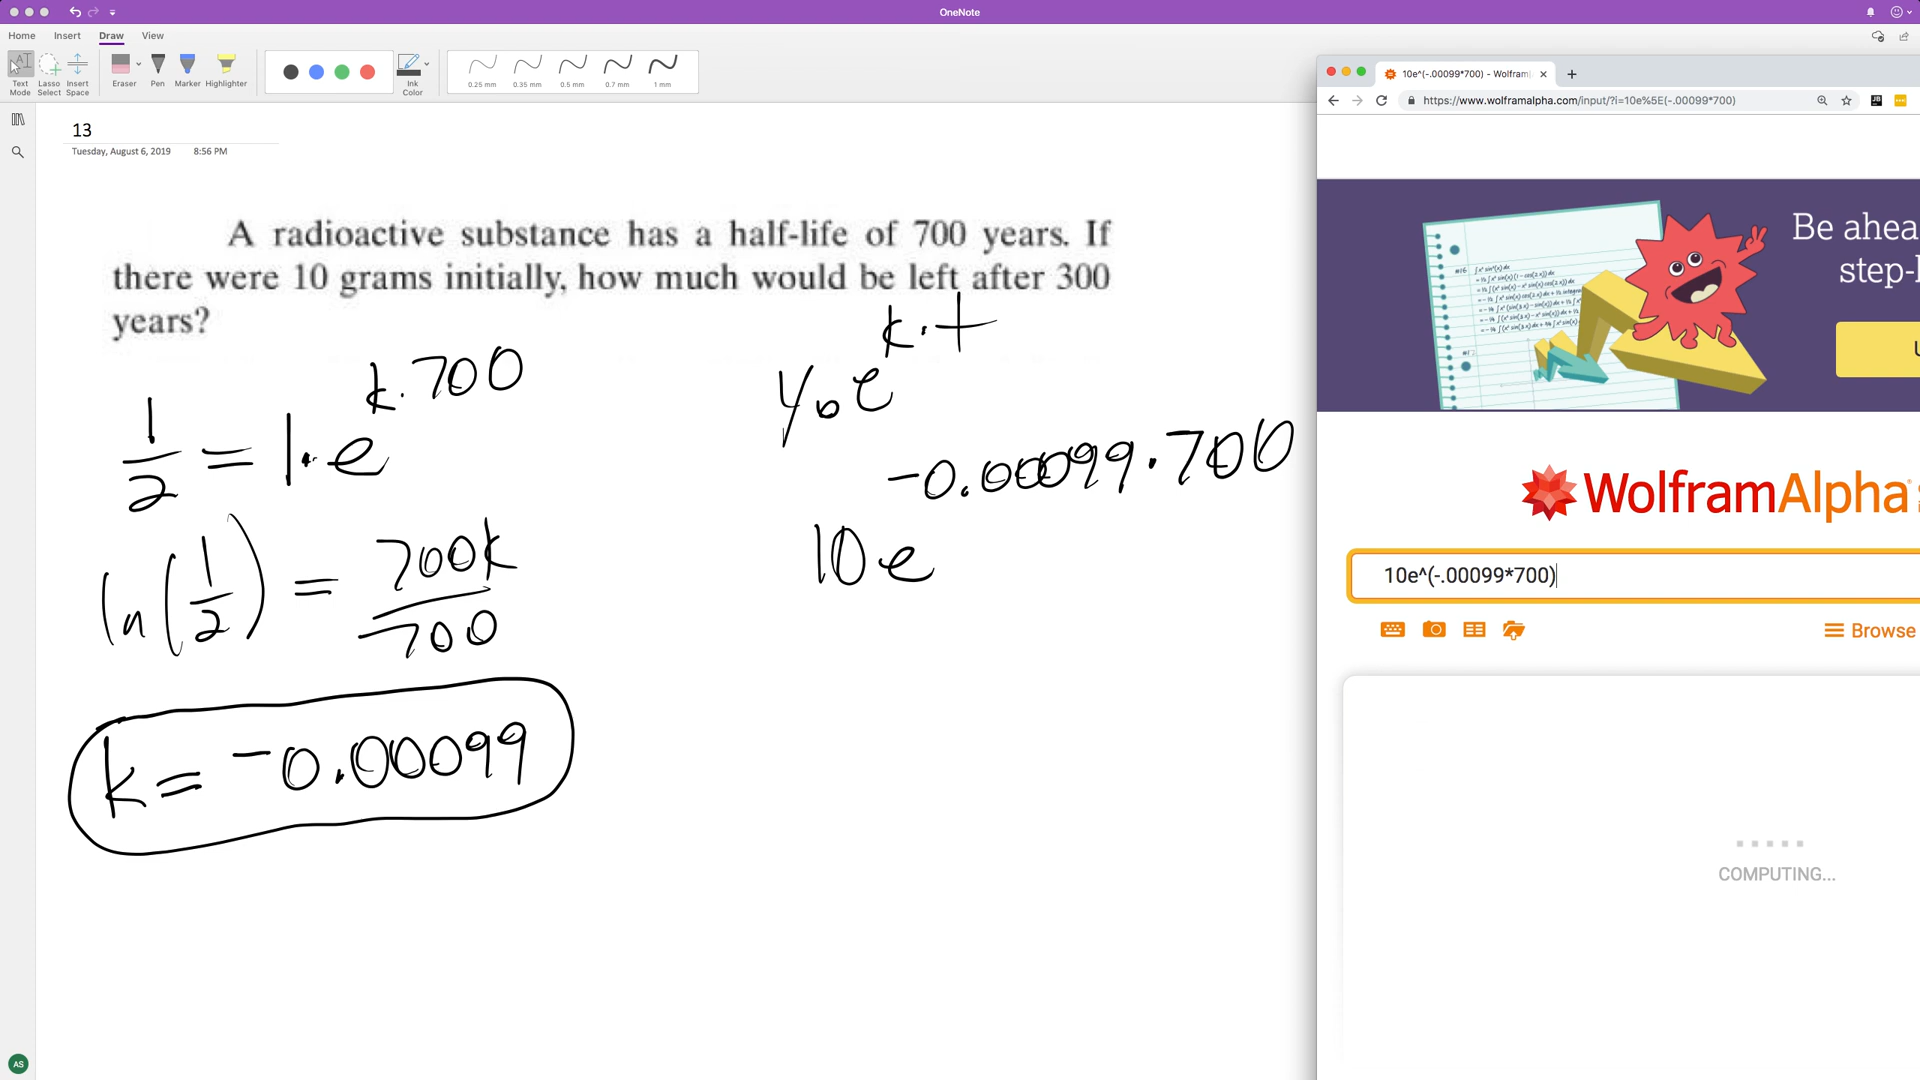 OneNote
Home Insert Draw View
Text Mode
Lasso Select
Insert Space
Eraser
Pen
Marker
Highlighter
Ink Color
0.25 mm 0.35 mm 0.5 mm 0.7 mm 1 mm
13
Tuesday, August 6, 2019 8:56 PM
A radioactive substance has a half-life of 700 years. If
there were 10 grams initially, how much would be left after 300
years?
1/2 = 1·e^(k·700)
ln(1/2) = 700k/700
k = -0.00099
y₀e^(k·t)
10e^(-0.00099·700)
AS
10e^(-.00099*700) - Wolfram
https://www.wolframalpha.com/input/?i=10e%5E(-.00099*700)
Be ahea
step-
U
WolframAlpha
10e^(-.00099*700)
Browse
COMPUTING...